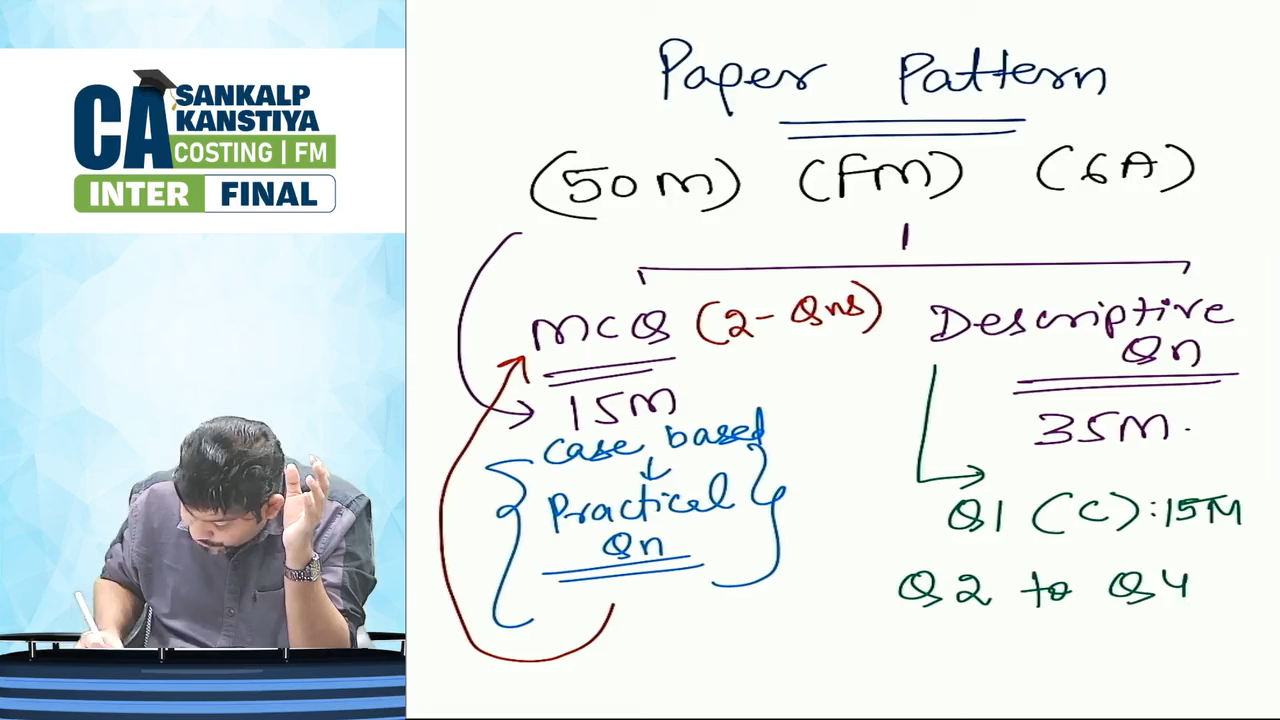 CA SANKALP
KANSTIYA
COSTING | FM
INTER FINAL
Paper Pattern
(50M) (FM) (6A)
MCQ (2-Qns)
15M
Case based
Practical
Qn
Descriptive
Qn
35M.
Q1 (C):15M
Q2 to Q4